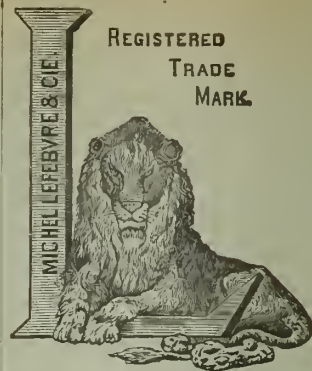 REGISTERED
TRADE
MARK.
MICHEL LEFEBVRE & CIE.
L